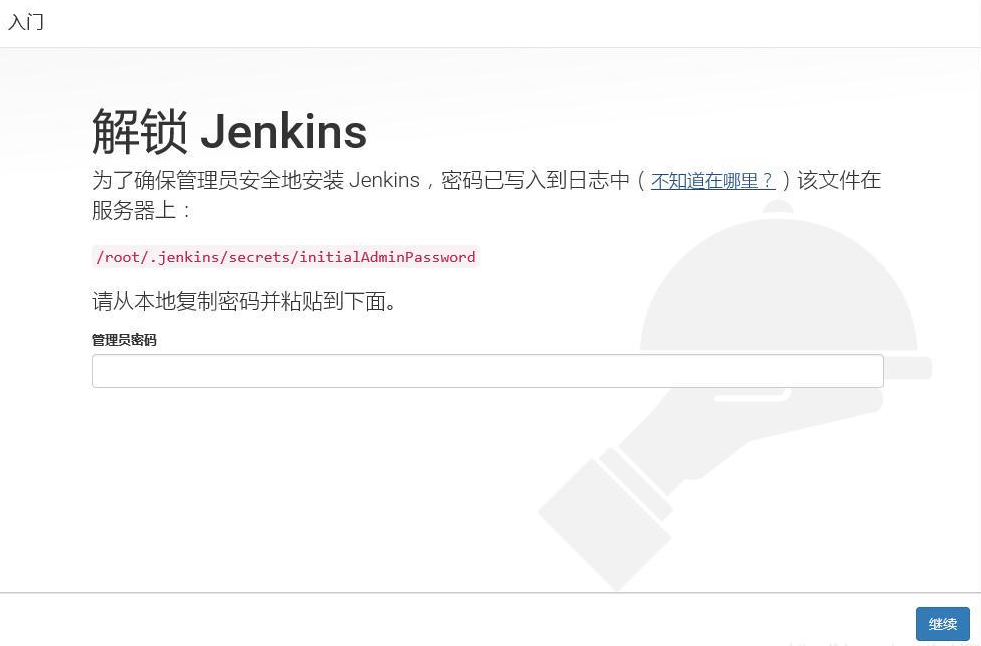 入门
解锁 Jenkins
为了确保管理员安全地安装 Jenkins，密码已写入到日志中（不知道在哪里？）该文件在
服务器上：
/root/.jenkins/secrets/initialAdminPassword
请从本地复制密码并粘贴到下面。
管理员密码
继续